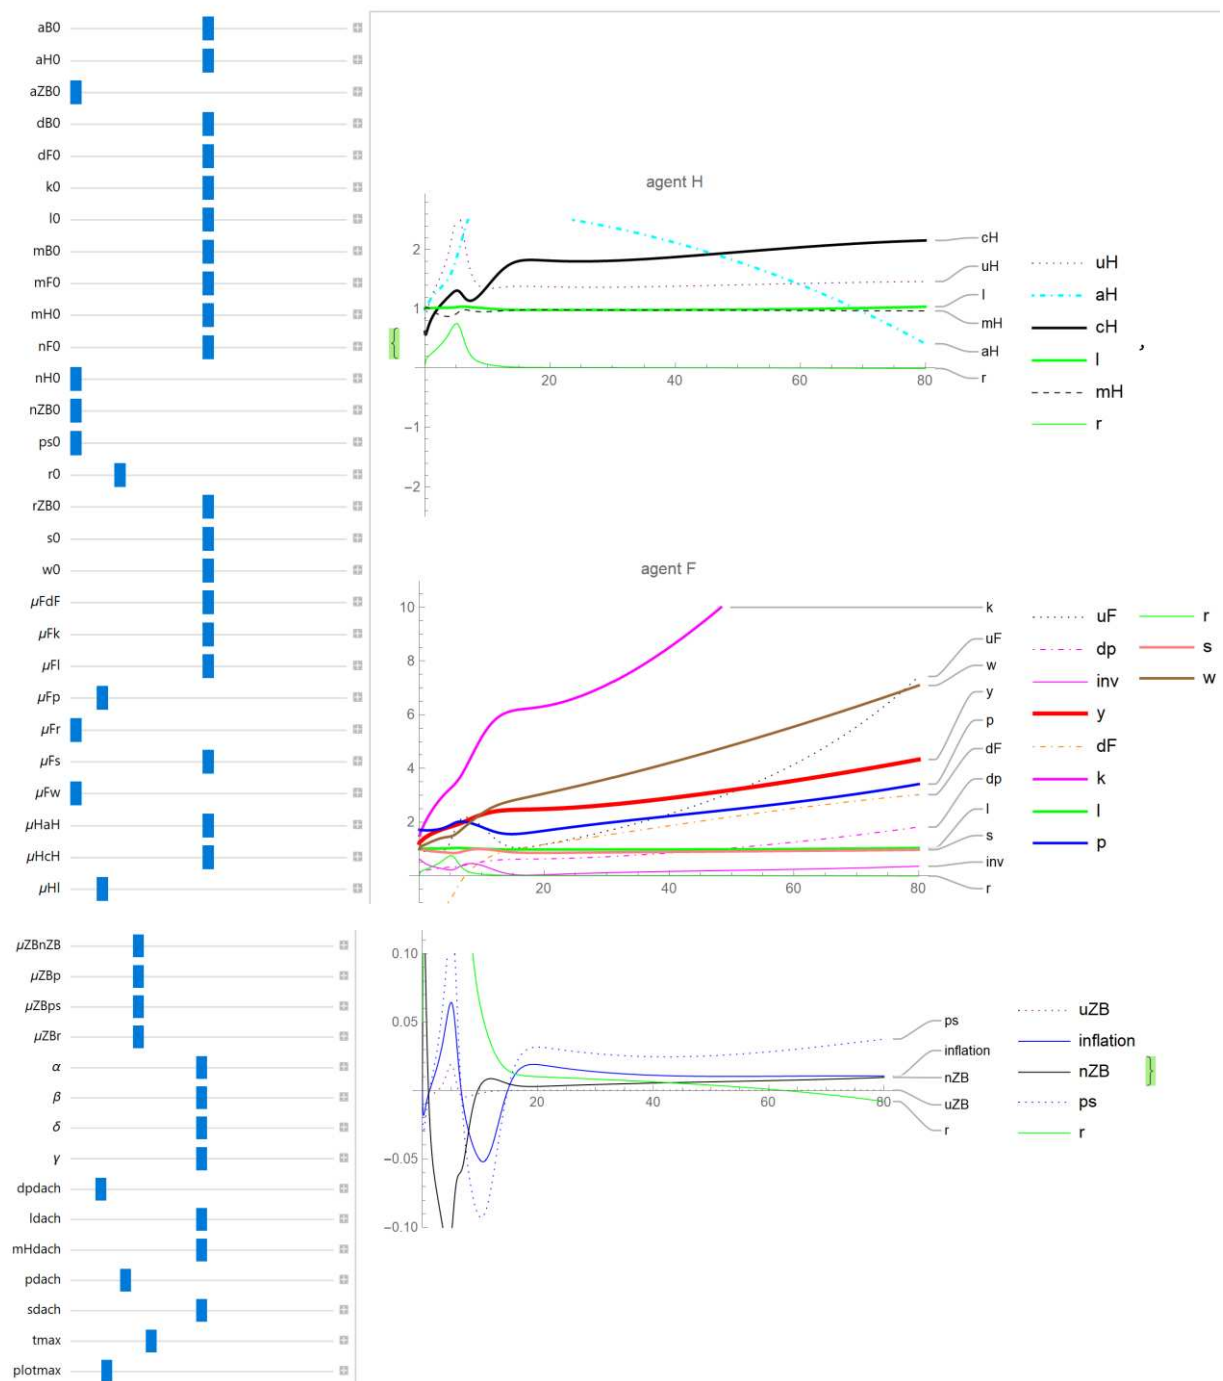 aB0
aH0
aZB0
dB0
dF0
k0
l0
mB0
mF0
mH0
nF0
nH0
nZB0
ps0
r0
rZB0
s0
w0
μFdF
μFk
μFl
μFp
μFr
μFs
μFw
μHaH
μHcH
μHl
μZBnZB
μZBp
μZBps
μZBr
α
β
δ
γ
dpdach
ldach
mHdach
pdach
sdach
tmax
plotmax
agent H
2
1
-1
-2
20
40
60
80
cH
uH
l
mH
aH
r
{
uH
aH
cH
l
mH
r
,
agent F
10
8
6
4
2
20
40
60
80
k
uF
w
y
p
dF
dp
l
s
inv
r
uF
dp
inv
y
dF
k
l
p
r
s
w
0.10
0.05
-0.05
-0.10
20
40
60
80
ps
inflation
nZB
uZB
r
uZB
inflation
nZB
ps
r
}